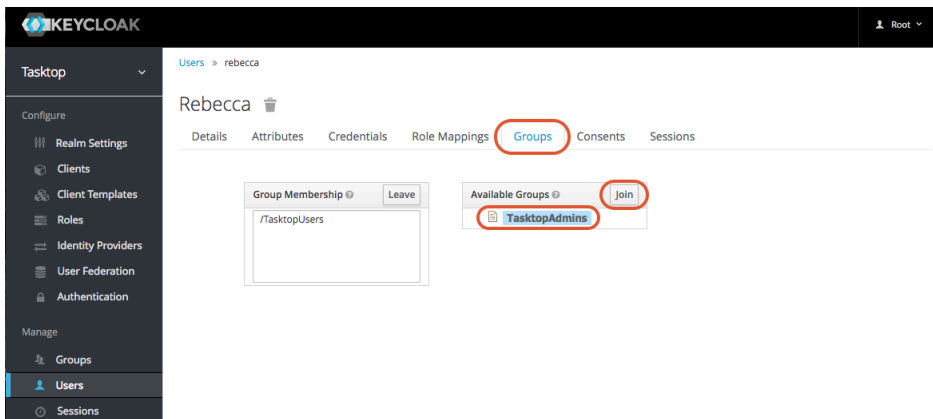 KEYCLOAK
Root
Tasktop
Users » rebecca
Rebecca
Configure
Details Attributes Credentials Role Mappings Groups Consents Sessions
Realm Settings
Clients
Client Templates
Group Membership Leave
Available Groups Join
/TasktopUsers
TasktopAdmins
Roles
Identity Providers
User Federation
Authentication
Manage
Groups
Users
Sessions